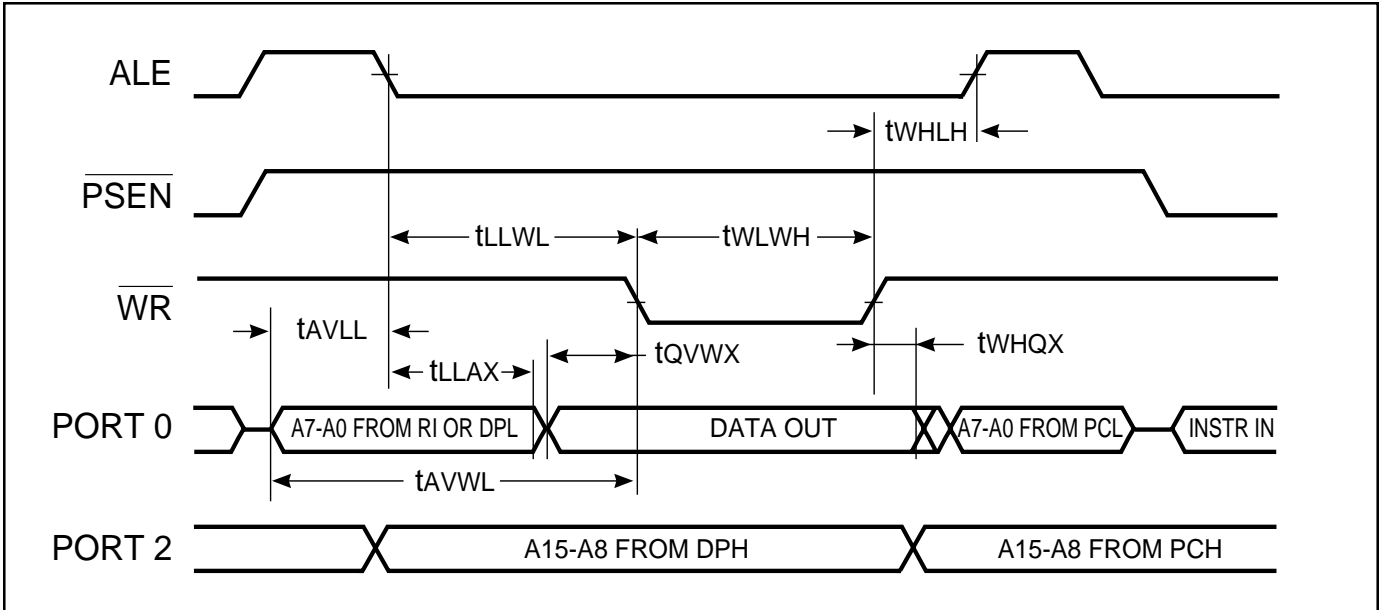 ALE
tWHLH
PSEN
tLLWL
tWLWH
WR
tAVLL
tQVWX
tWHQX
tLLAX
PORT 0
A7-A0 FROM RI OR DPL
DATA OUT
A7-A0 FROM PCL
INSTR IN
tAVWL
PORT 2
A15-A8 FROM DPH
A15-A8 FROM PCH